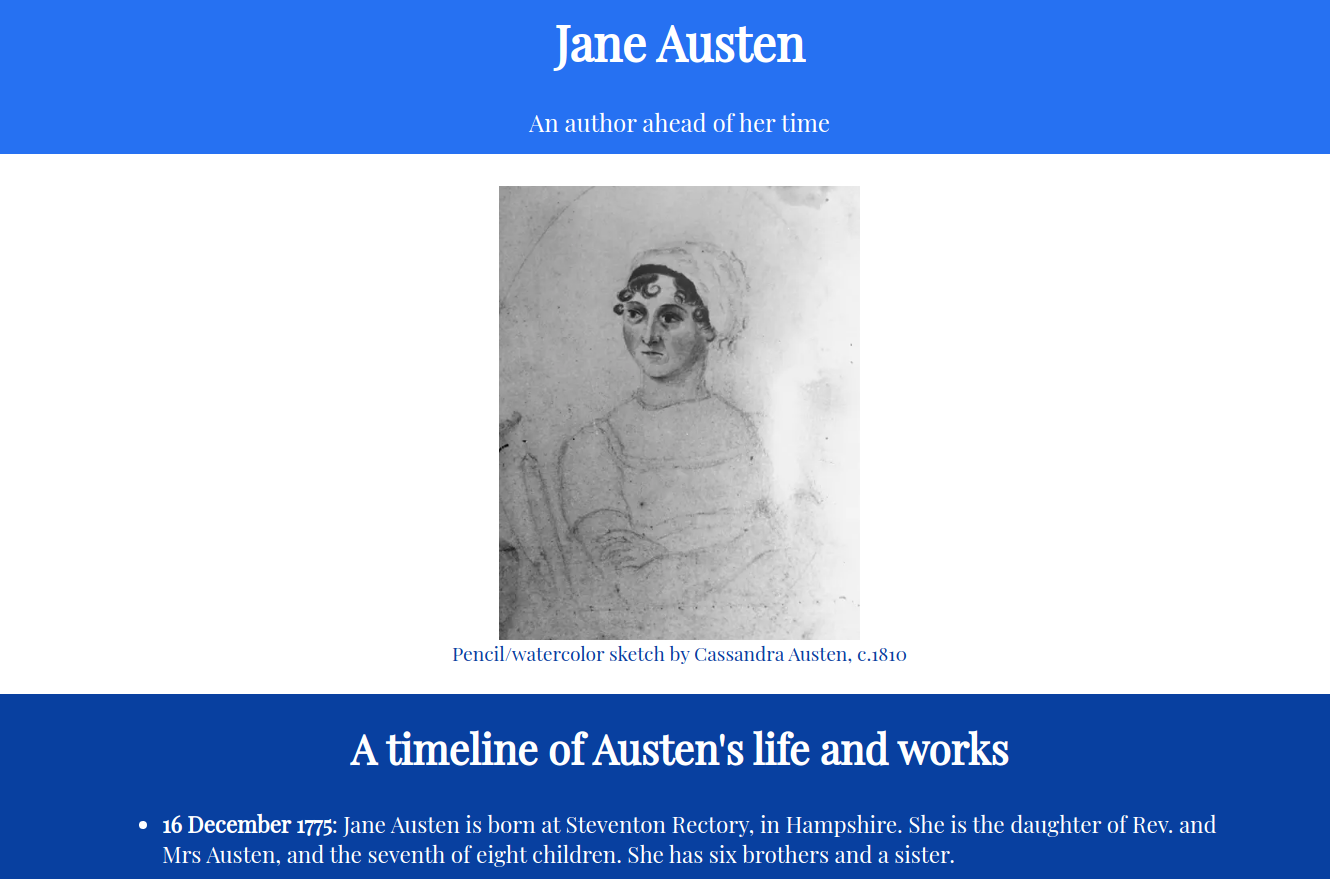 Jane Austen
An author ahead of her time
Pencil/watercolor sketch by Cassandra Austen, c.1810
A timeline of Austen's life and works
• 16 December 1775: Jane Austen is born at Steventon Rectory, in Hampshire. She is the daughter of Rev. and
Mrs Austen, and the seventh of eight children. She has six brothers and a sister.